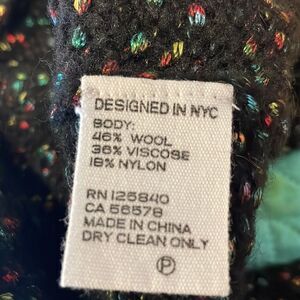 DESIGNED IN NYC
BODY:
46% WOOL
36% VISCOSE
18% NYLON
RN 125840
CA 56578
MADE IN CHINA
DRY CLEAN ONLY
P